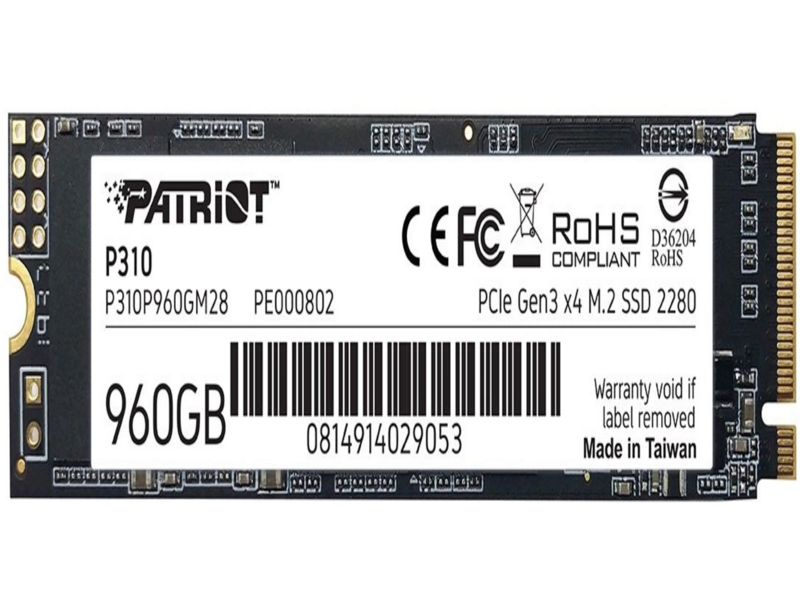 PATRIOT™
CE FC RoHS COMPLIANT
D36204
RoHS
P310
P310P960GM28 PE000802 PCIe Gen3 x4 M.2 SSD 2280
960GB
0814914029053
Warranty void if
label removed
Made in Taiwan